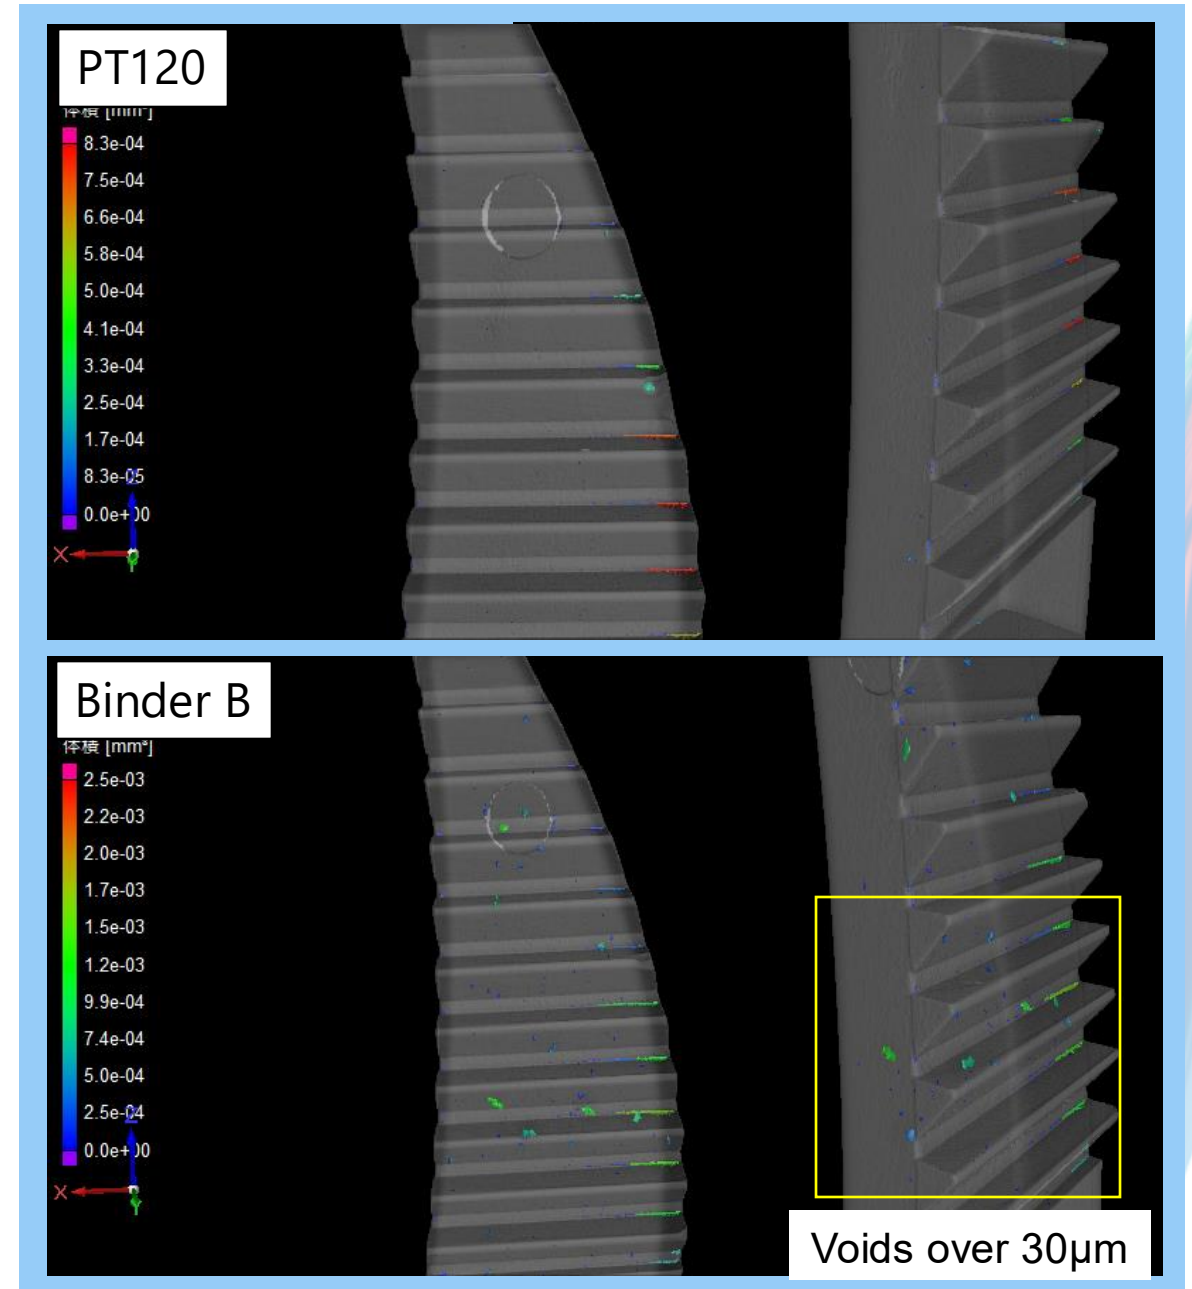 PT120
体積 [mm³]
8.3e-04
7.5e-04
6.6e-04
5.8e-04
5.0e-04
4.1e-04
3.3e-04
2.5e-04
1.7e-04
8.3e-05
0.0e+00
Z
X
Y
Binder B
体積 [mm³]
2.5e-03
2.2e-03
2.0e-03
1.7e-03
1.5e-03
1.2e-03
9.9e-04
7.4e-04
5.0e-04
2.5e-04
0.0e+00
Z
X
Y
Voids over 30μm